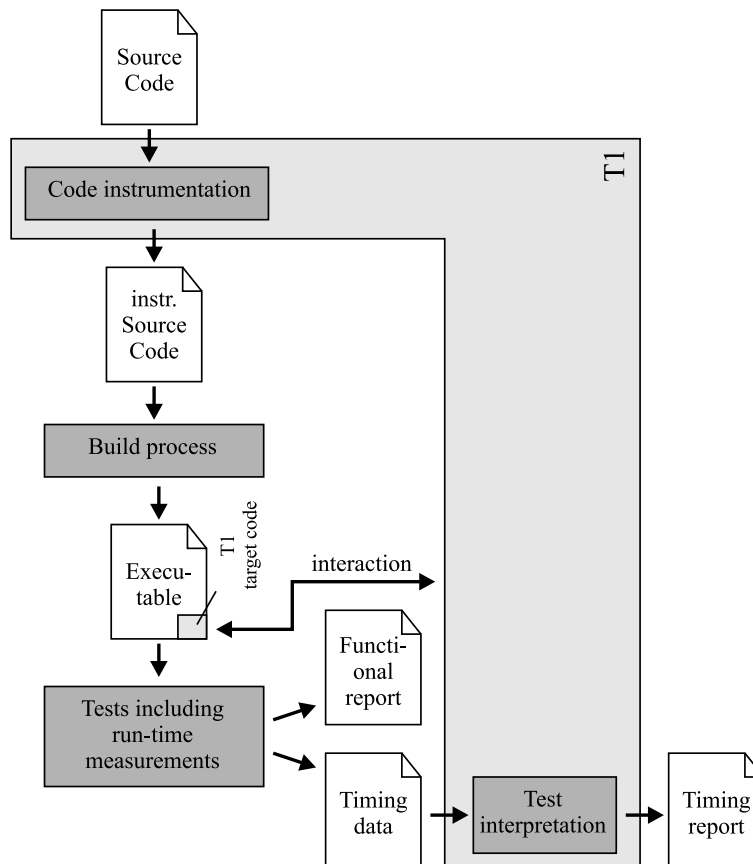 Source
Code
T1
Code instrumentation
instr.
Source
Code
Build process
T1
target code
Execu-
table
interaction
Functi-
onal
report
Tests including
run-time
measurements
Timing
data
Test
interpretation
Timing
report